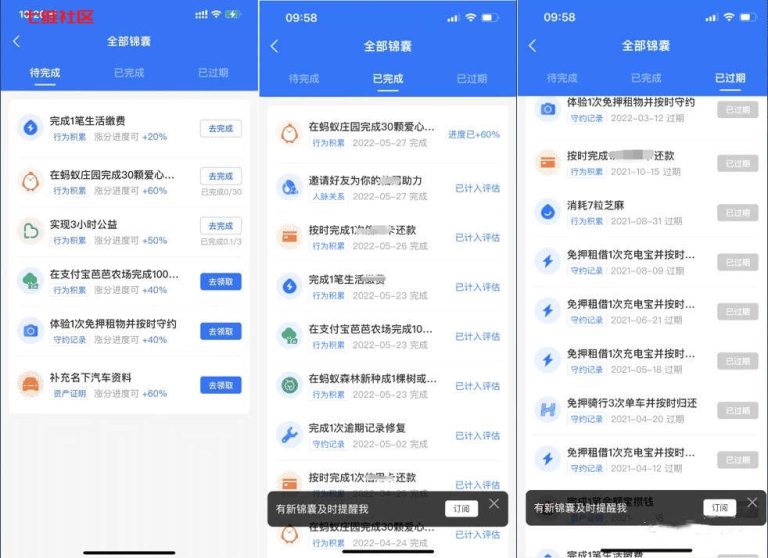 七雅社区
全部锦囊
待完成
已完成
已过期
完成1笔生活缴费
行为积累 涨分进度可 +20%
去完成
在蚂蚁庄园完成30颗爱心...
行为积累 涨分进度可 +60%
去完成
已完成0/30
实现3小时公益
行为积累 涨分进度可 +50%
去完成
已完成0.1/3
在支付宝芭芭农场完成100...
行为积累 涨分进度可 +40%
去领取
体验1次免押租物并按时守约
守约记录 涨分进度可 +40%
去领取
补充名下汽车资料
资产证明 涨分进度可 +60%
去领取
09:58
全部锦囊
待完成
已完成
已过期
在蚂蚁庄园完成30颗爱心...
行为积累 2022-05-27 完成
进度已+60%
邀请好友为你的 助力
人脉关系 2022-05-27 完成
已计入评估
按时完成1次信用卡还款
行为积累 2022-05-26 完成
已计入评估
完成1笔生活缴费
行为积累 2022-05-23 完成
已计入评估
在支付宝芭芭农场完成10...
行为积累 2022-05-23 完成
已计入评估
在蚂蚁森林新种成1棵树或...
行为积累 2022-05-23 完成
已计入评估
完成1次逾期记录修复
守约记录 2022-05-02 完成
已计入评估
按时完成1次信用卡还款
行为积累 2022-04-25 完成
已计入评估
有新锦囊及时提醒我
订阅
在蚂蚁庄园完成30颗爱心...
行为积累 2022-04-24 完成
已计入评估
09:58
全部锦囊
待完成
已完成
已过期
体验1次免押租物并按时守约
守约记录 2022-03-12 过期
已过期
按时完成 还款
行为积累 2021-10-15 过期
已过期
消耗7粒芝麻
行为积累 2021-08-31 过期
已过期
免押租借1次充电宝并按时...
守约记录 2021-08-09 过期
已过期
免押租借1次充电宝并按时...
守约记录 2021-06-21 过期
已过期
免押租借1次充电宝并按时...
守约记录 2021-05-18 过期
已过期
免押骑行3次单车并按时归还
守约记录 2021-04-20 过期
已过期
免押租借1次充电宝并按时...
守约记录 2021-04-12 过期
已过期
有新锦囊及时提醒我
订阅
完成1笔生活缴费